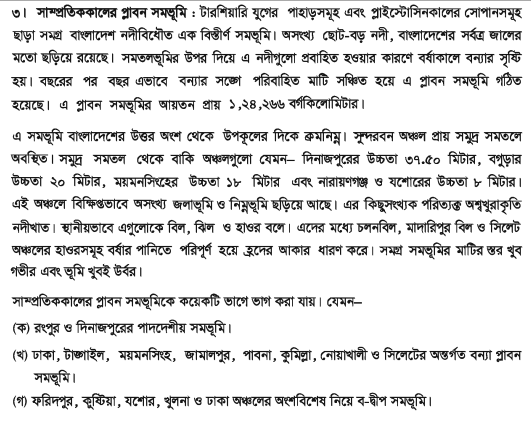 ৩। সাম্প্রতিককালের প্লাবন সমভূমি : টারশিয়ারি যুগের পাহাড়সমূহ এবং প্লাইস্টোসিনকালের সোপানসমূহ
ছাড়া সমগ্র বাংলাদেশ নদীবিধৌত এক বিস্তীর্ণ সমভূমি। অসংখ্য ছোট-বড় নদী, বাংলাদেশের সর্বত্র জালের
মতো ছড়িয়ে রয়েছে। সমতলভূমির উপর দিয়ে এ নদীগুলো প্রবাহিত হওয়ার কারণে বর্ষাকালে বন্যার সৃষ্টি
হয়। বছরের পর বছর এভাবে বন্যার সঙ্গে পরিবাহিত মাটি সঞ্চিত হয়ে এ প্লাবন সমভূমি গঠিত
হয়েছে। এ প্লাবন সমভূমির আয়তন প্রায় ১,২৪,২৬৬ বর্গকিলোমিটার।
এ সমভূমি বাংলাদেশের উত্তর অংশ থেকে উপকূলের দিকে ক্রমনিম্ন। সুন্দরবন অঞ্চল প্রায় সমুদ্র সমতলে
অবস্থিত। সমুদ্র সমতল থেকে বাকি অঞ্চলগুলো যেমন– দিনাজপুরের উচ্চতা ৩৭.৫০ মিটার, বগুড়ার
উচ্চতা ২০ মিটার, ময়মনসিংহের উচ্চতা ১৮ মিটার এবং নারায়ণগঞ্জ ও যশোরের উচ্চতা ৮ মিটার।
এই অঞ্চলে বিক্ষিপ্তভাবে অসংখ্য জলাভূমি ও নিম্নভূমি ছড়িয়ে আছে। এর কিছুসংখ্যক পরিত্যক্ত অশ্বখুরাকৃতি
নদীখাত। স্থানীয়ভাবে এগুলোকে বিল, ঝিল ও হাওর বলে। এদের মধ্যে চলনবিল, মাদারিপুর বিল ও সিলেট
অঞ্চলের হাওরসমূহ বর্ষার পানিতে পরিপূর্ণ হয়ে হ্রদের আকার ধারণ করে। সমগ্র সমভূমির মাটির স্তর খুব
গভীর এবং ভূমি খুবই উর্বর।
সাম্প্রতিককালের প্লাবন সমভূমিকে কয়েকটি ভাগে ভাগ করা যায়। যেমন–
(ক) রংপুর ও দিনাজপুরের পাদদেশীয় সমভূমি।
(খ) ঢাকা, টাঙ্গাইল, ময়মনসিংহ, জামালপুর, পাবনা, কুমিল্লা, নোয়াখালী ও সিলেটের অন্তর্গত বন্যা প্লাবন
সমভূমি।
(গ) ফরিদপুর, কুষ্টিয়া, যশোর, খুলনা ও ঢাকা অঞ্চলের অংশবিশেষ নিয়ে ব-দ্বীপ সমভূমি।